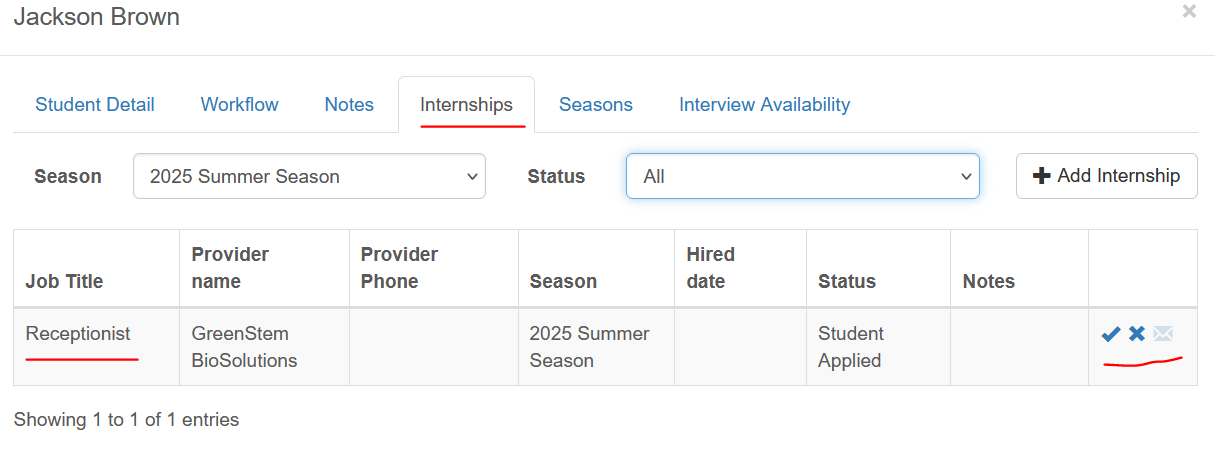 Jackson Brown
Student Detail Workflow Notes Internships Seasons Interview Availability
Season 2025 Summer Season Status All Add Internship
Job Title Provider name Provider Phone Season Hired date Status Notes
Receptionist GreenStem BioSolutions 2025 Summer Season Student Applied
Showing 1 to 1 of 1 entries